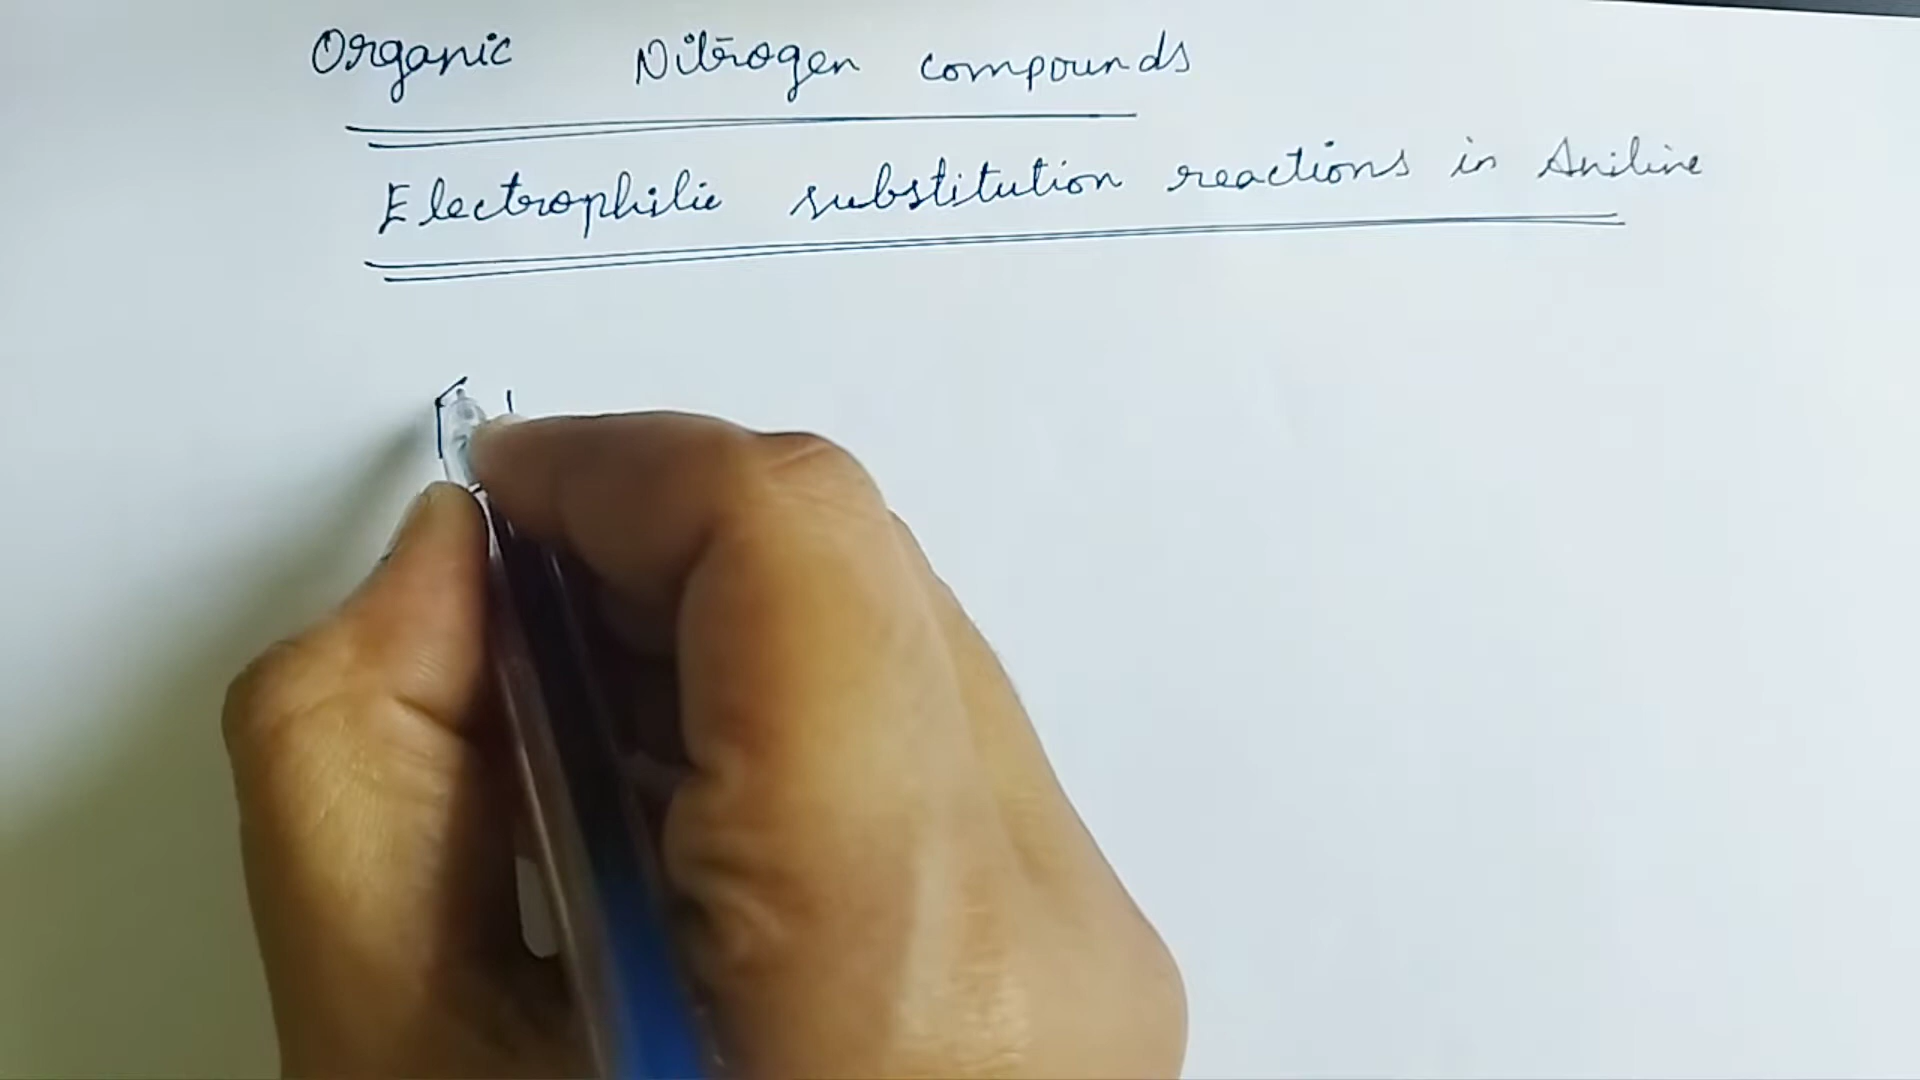 Organic Nitrogen compounds
Electrophilic substitution reactions in Aniline